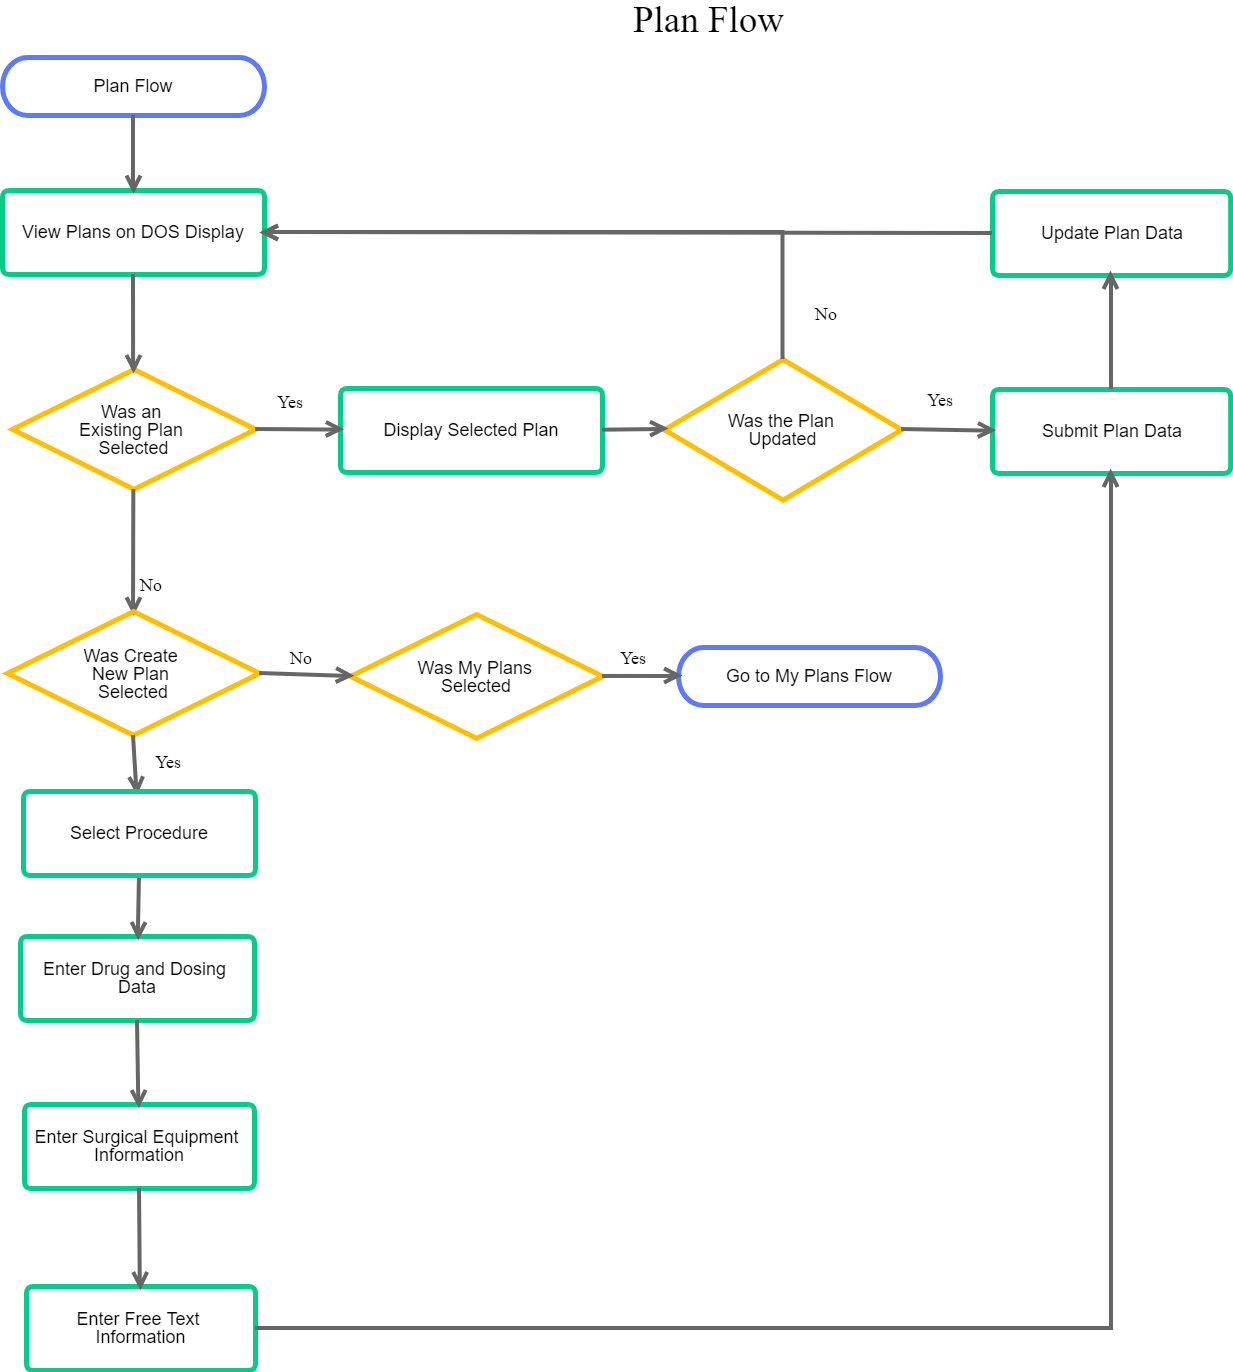 Plan Flow
Plan Flow
View Plans on DOS Display
Update Plan Data
No
Was an
Existing Plan
Selected
Yes
Display Selected Plan
Was the Plan
Updated
Yes
Submit Plan Data
No
Was Create
New Plan
Selected
No
Was My Plans
Selected
Yes
Go to My Plans Flow
Yes
Select Procedure
Enter Drug and Dosing
Data
Enter Surgical Equipment
Information
Enter Free Text
Information